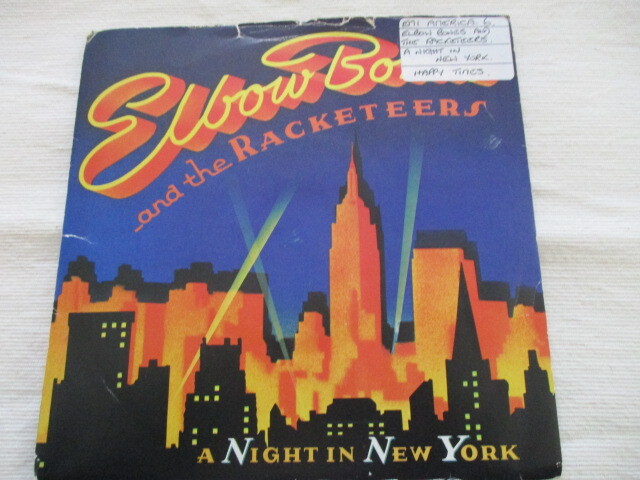 Elbow Bo
and the RACKETEERS
EMI AMERICA 6.
ELBOW BONES AND
THE RACKETEERS.
A NIGHT IN
NEW YORK.
HAPPY TIMES.
A NIGHT IN NEW YORK